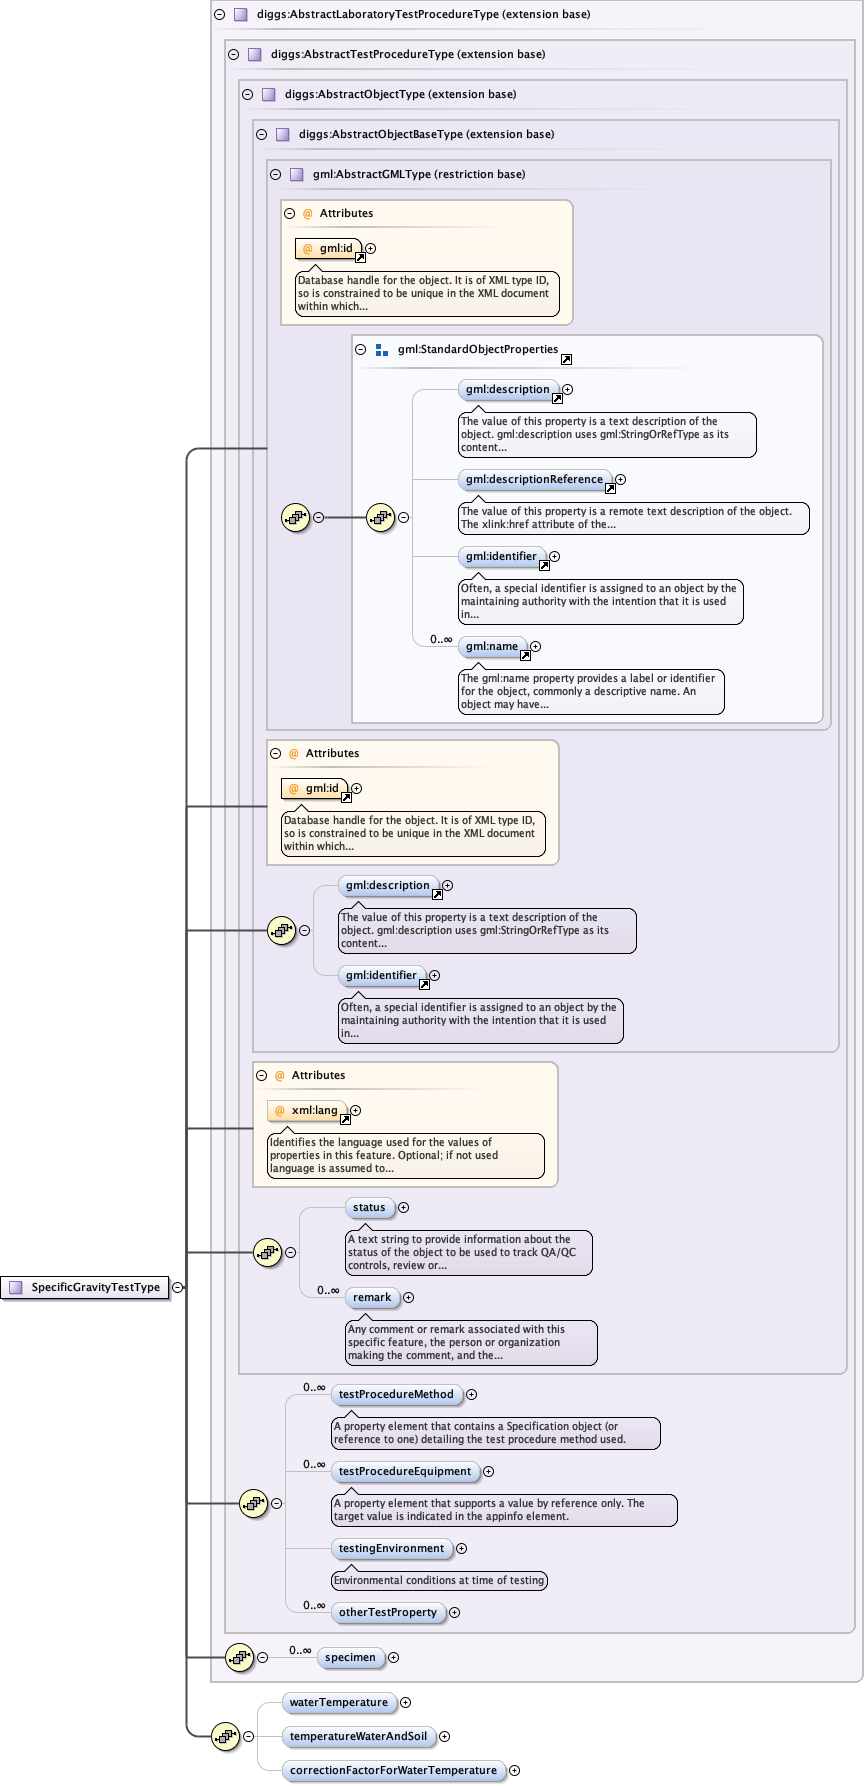 diggs:AbstractLaboratoryTestProcedureType (extension base)
diggs:AbstractTestProcedureType (extension base)
diggs:AbstractObjectType (extension base)
diggs:AbstractObjectBaseType (extension base)
gml:AbstractGMLType (restriction base)
@ Attributes
@ gml:id
Database handle for the object. It is of XML type ID,
so is constrained to be unique in the XML document
within which...
gml:StandardObjectProperties
gml:description
The value of this property is a text description of the
object. gml:description uses gml:StringOrRefType as its
content...
gml:descriptionReference
The value of this property is a remote text description of the object.
The xlink:href attribute of the...
gml:identifier
Often, a special identifier is assigned to an object by the
maintaining authority with the intention that it is used
in...
0..∞ gml:name
The gml:name property provides a label or identifier
for the object, commonly a descriptive name. An
object may have...
@ Attributes
@ gml:id
Database handle for the object. It is of XML type ID,
so is constrained to be unique in the XML document
within which...
gml:description
The value of this property is a text description of the
object. gml:description uses gml:StringOrRefType as its
content...
gml:identifier
Often, a special identifier is assigned to an object by the
maintaining authority with the intention that it is used
in...
@ Attributes
@ xml:lang
Identifies the language used for the values of
properties in this feature. Optional; if not used
language is assumed to...
status
A text string to provide information about the
status of the object to be used to track QA/QC
controls, review or...
SpecificGravityTestType
0..∞ remark
Any comment or remark associated with this
specific feature, the person or organization
making the comment, and the...
0..∞ testProcedureMethod
A property element that contains a Specification object (or
reference to one) detailing the test procedure method used.
0..∞ testProcedureEquipment
A property element that supports a value by reference only. The
target value is indicated in the appinfo element.
testingEnvironment
Environmental conditions at time of testing
0..∞ otherTestProperty
0..∞ specimen
waterTemperature
temperatureWaterAndSoil
correctionFactorForWaterTemperature